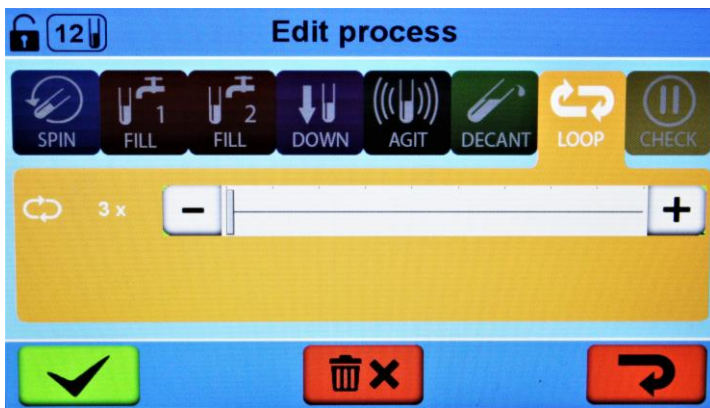 12
Edit process
SPIN
1
FILL
2
FILL
DOWN
AGIT
DECANT
LOOP
CHECK
3 x